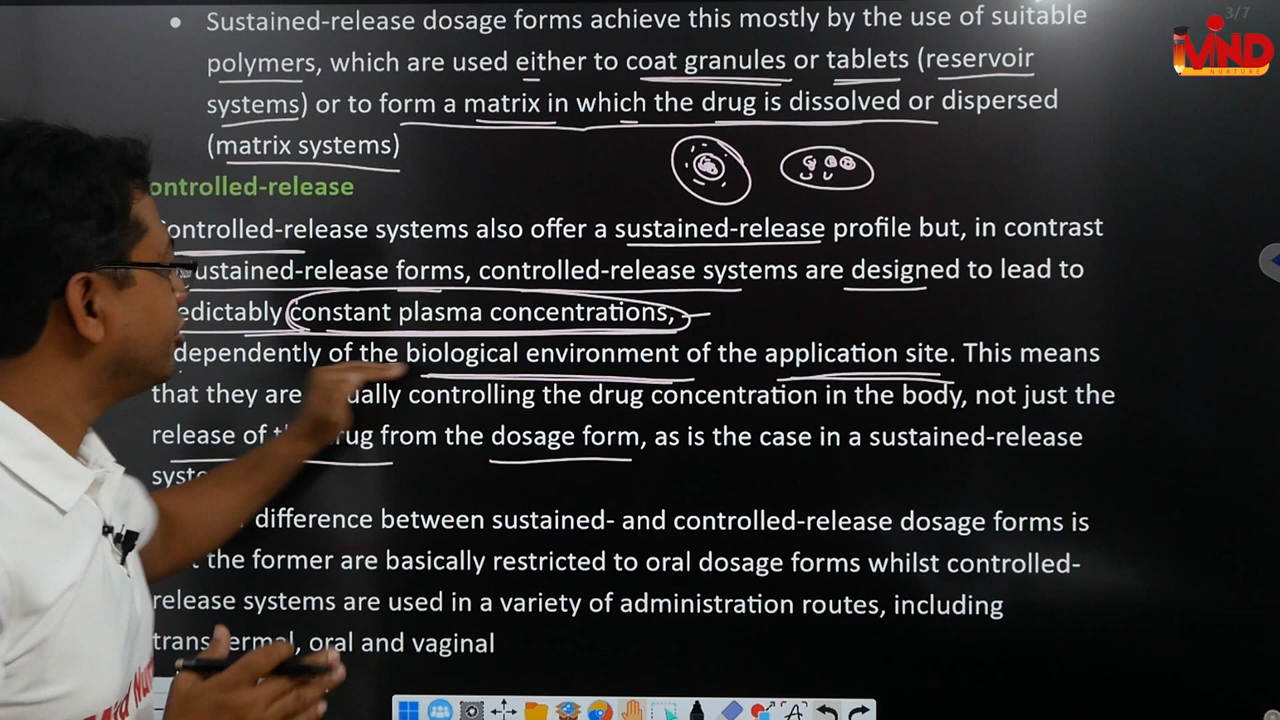 3/7
MIND
NURTURE
• Sustained-release dosage forms achieve this mostly by the use of suitable
polymers, which are used either to coat granules or tablets (reservoir
systems) or to form a matrix in which the drug is dissolved or dispersed
(matrix systems)
ontrolled-release
ontrolled-release systems also offer a sustained-release profile but, in contrast
ustained-release forms, controlled-release systems are designed to lead to
edictably constant plasma concentrations,
dependently of the biological environment of the application site. This means
that they are ually controlling the drug concentration in the body, not just the
release of rug from the dosage form, as is the case in a sustained-release
syste
difference between sustained- and controlled-release dosage forms is
the former are basically restricted to oral dosage forms whilst controlled-
release systems are used in a variety of administration routes, including
trans ermal, oral and vaginal